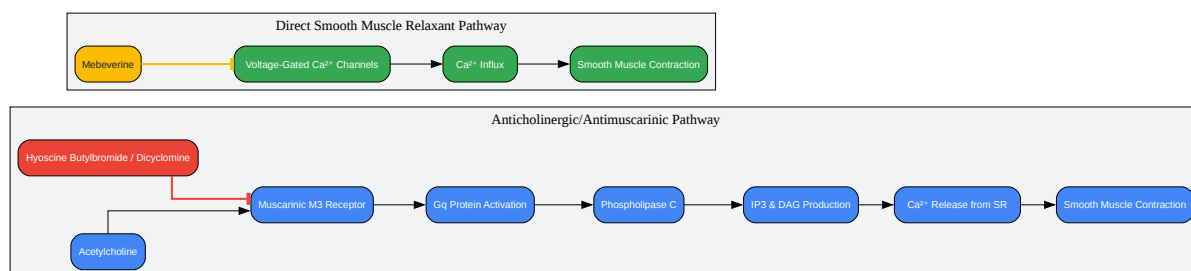 Direct Smooth Muscle Relaxant Pathway
Mebeverine
Voltage-Gated Ca²⁺ Channels
Ca²⁺ Influx
Smooth Muscle Contraction
Anticholinergic/Antimuscarinic Pathway
Hyoscine Butylbromide / Dicyclomine
Muscarinic M3 Receptor
Gq Protein Activation
Phospholipase C
IP3 & DAG Production
Ca²⁺ Release from SR
Smooth Muscle Contraction
Acetylcholine